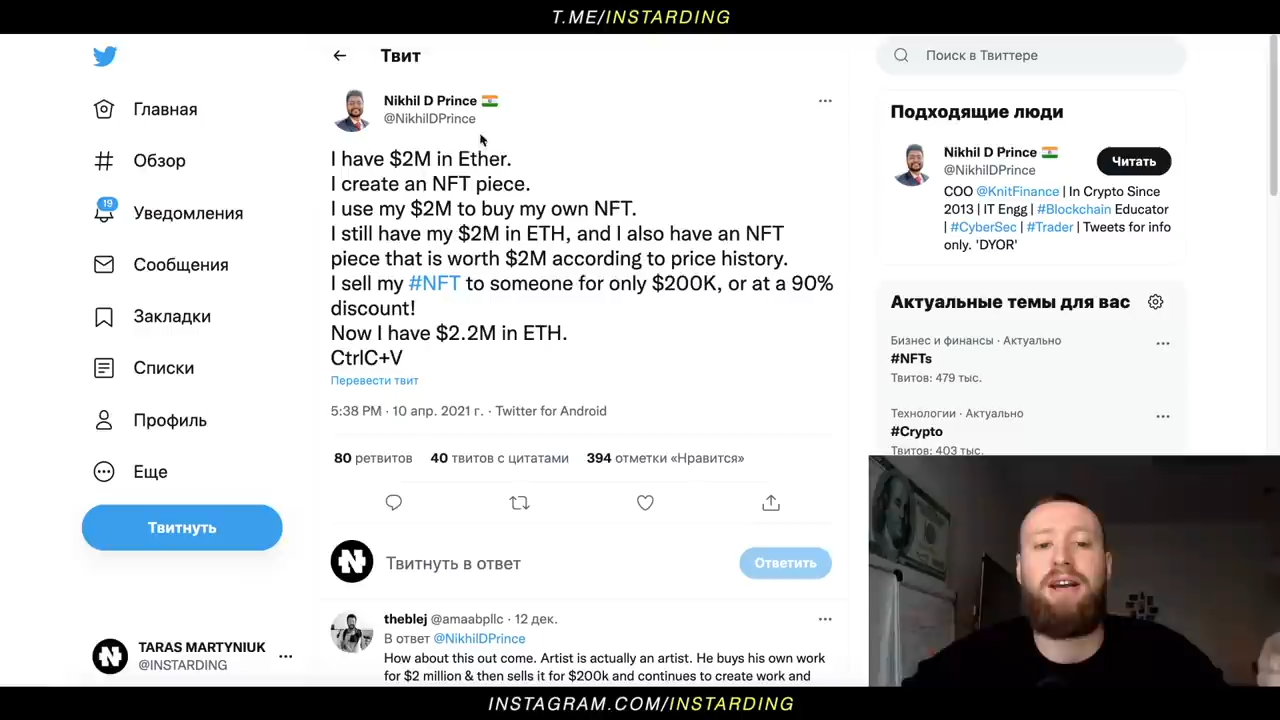 T.ME/INSTARDING
Твит
Поиск в Твиттере
Главная
Обзор
19
Уведомления
Сообщения
Закладки
Списки
Профиль
Еще
Твитнуть
TARAS MARTYNIUK
@INSTARDING
Nikhil D Prince
@NikhilDPrince
I have $2M in Ether.
I create an NFT piece.
I use my $2M to buy my own NFT.
I still have my $2M in ETH, and I also have an NFT
piece that is worth $2M according to price history.
I sell my #NFT to someone for only $200K, or at a 90%
discount!
Now I have $2.2M in ETH.
CtrlC+V
Перевести твит
5:38 PM · 10 апр. 2021 г. · Twitter for Android
80 ретвитов 40 твитов с цитатами 394 отметки «Нравится»
Твитнуть в ответ
Ответить
theblej @amaabpllc · 12 дек.
В ответ @NikhilDPrince
How about this out come. Artist is actually an artist. He buys his own work
for $2 million & then sells it for $200k and continues to create work and
Подходящие люди
Nikhil D Prince
@NikhilDPrince
Читать
COO @KnitFinance | In Crypto Since
2013 | IT Engg | #Blockchain Educator
| #CyberSec | #Trader | Tweets for info
only. 'DYOR'
Актуальные темы для вас
Бизнес и финансы · Актуально
#NFTs
Твитов: 479 тыс.
Технологии · Актуально
#Crypto
Твитов: 403 тыс.
INSTAGRAM.COM/INSTARDING